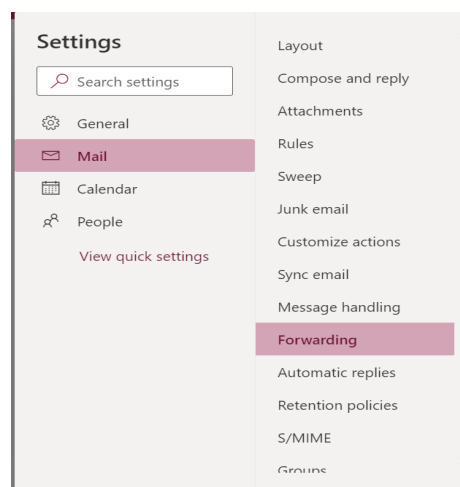 Settings
Search settings
General
Mail
Calendar
People
View quick settings
Layout
Compose and reply
Attachments
Rules
Sweep
Junk email
Customize actions
Sync email
Message handling
Forwarding
Automatic replies
Retention policies
S/MIME
Groups